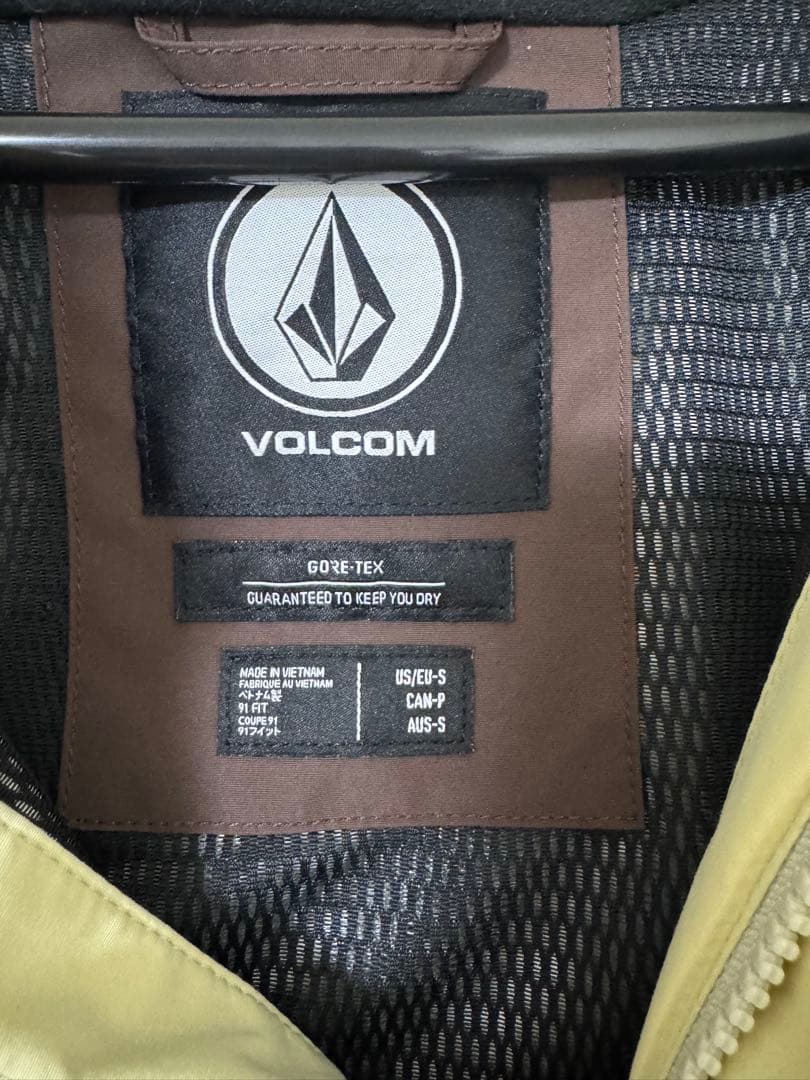 VOLCOM
GORE-TEX
GUARANTEED TO KEEP YOU DRY
MADE IN VIETNAM
FABRIQUE AU VIETNAM
ベトナム製
91 FIT
COUPE 91
91フィット
US/EU-S
CAN-P
AUS-S